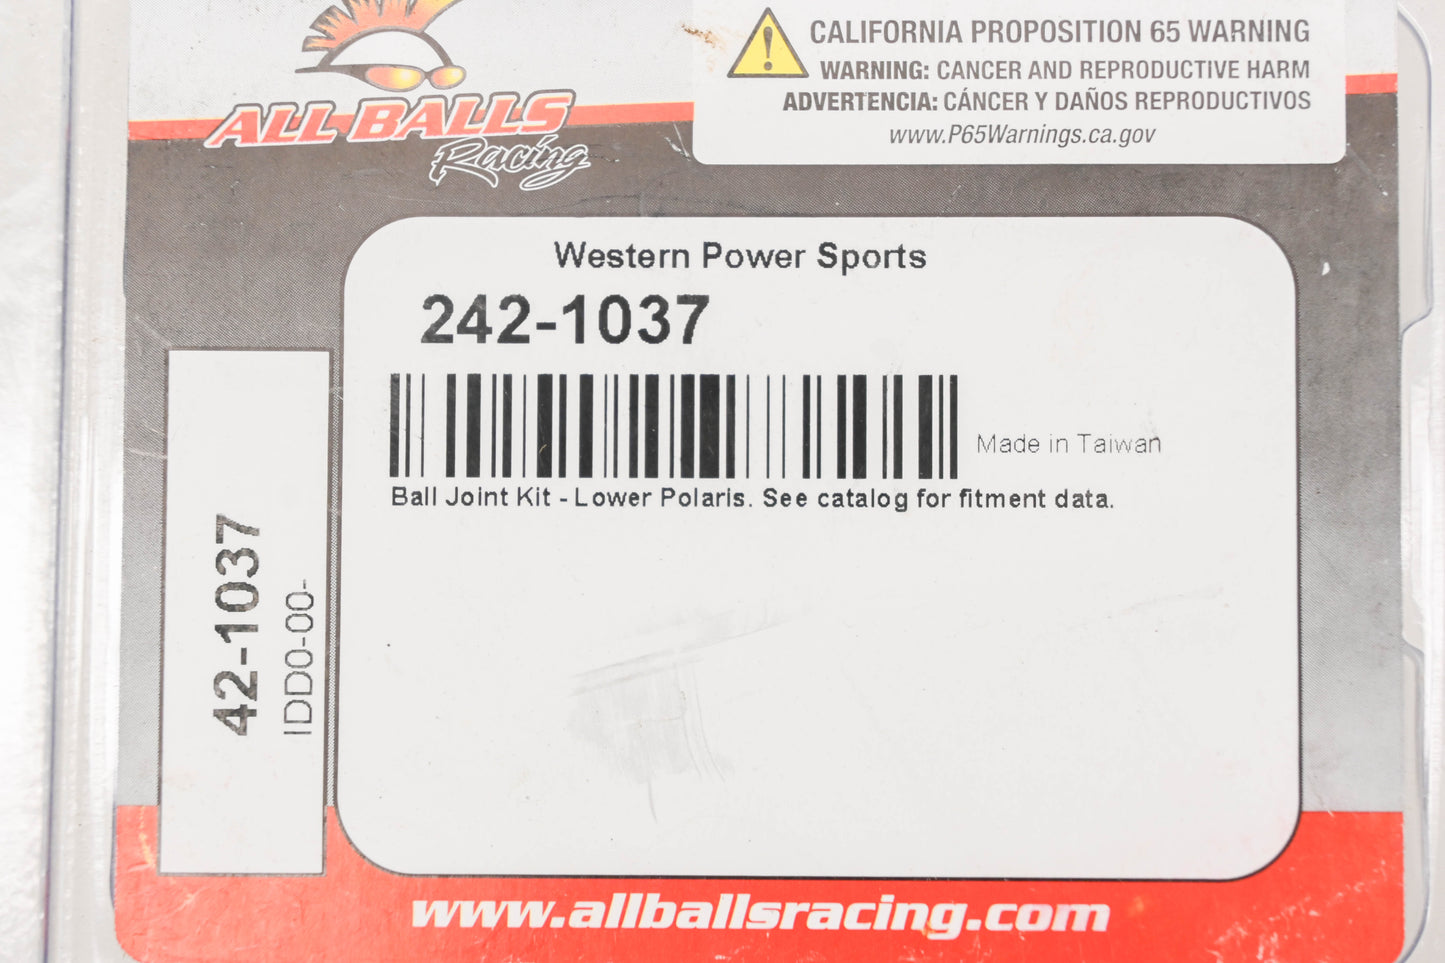 ALL BALLS
Racing
CALIFORNIA PROPOSITION 65 WARNING
WARNING: CANCER AND REPRODUCTIVE HARM
ADVERTENCIA: CÁNCER Y DAÑOS REPRODUCTIVOS
www.P65Warnings.ca.gov
Western Power Sports
242-1037
Made in Taiwan
Ball Joint Kit - Lower Polaris. See catalog for fitment data.
42-1037
IDD0-00-
www.allballsracing.com